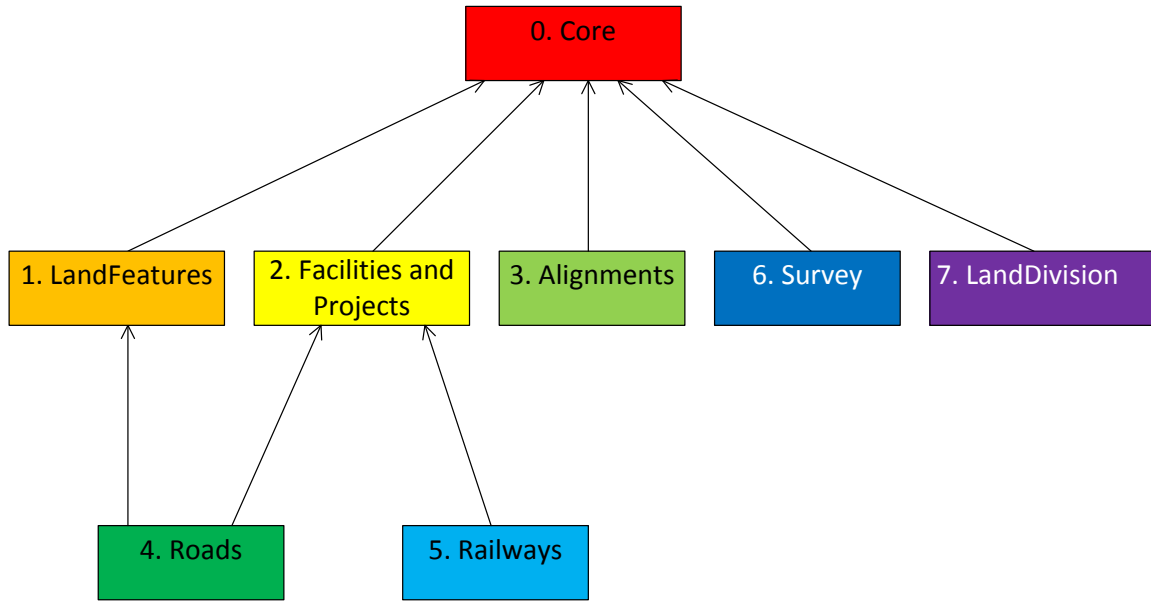 0. Core
1. LandFeatures
2. Facilities and
Projects
3. Alignments
6. Survey
7. LandDivision
4. Roads
5. Railways